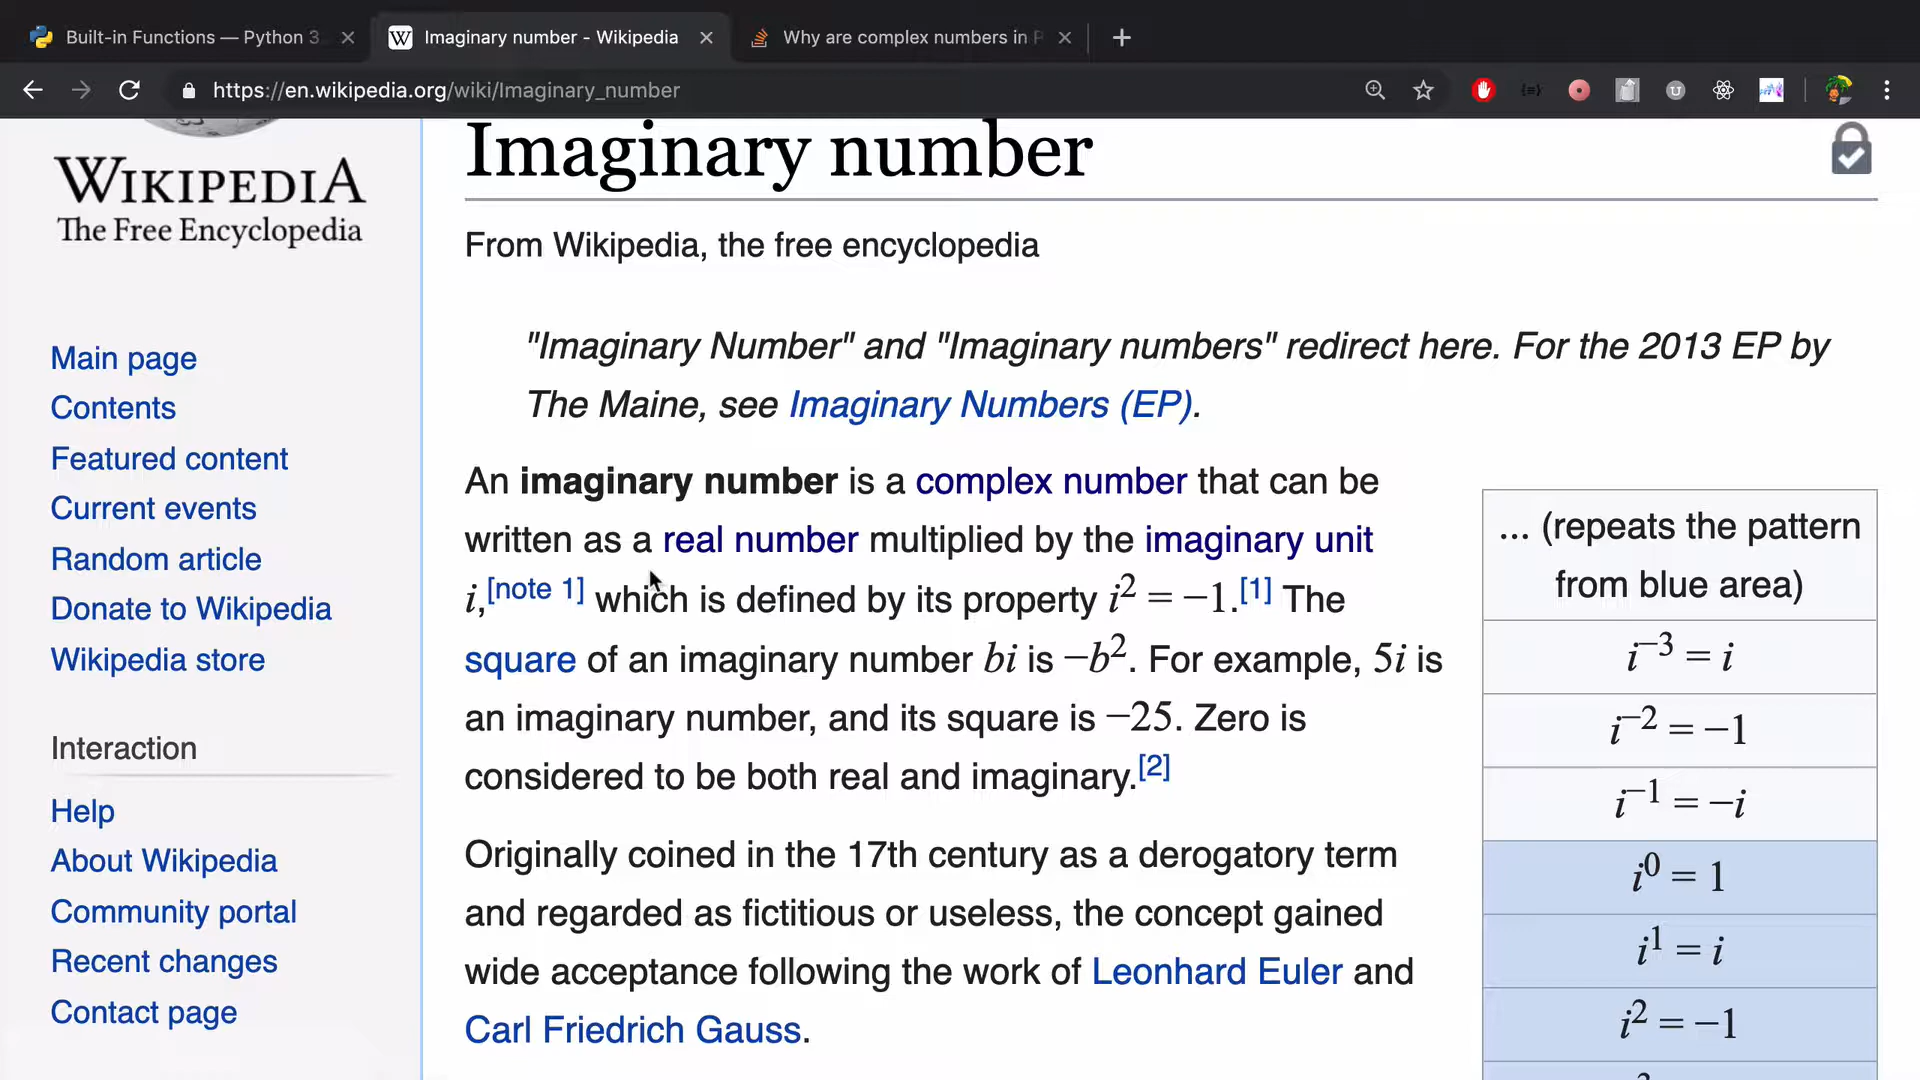 Built-in Functions — Python 3.
Imaginary number - Wikipedia
Why are complex numbers in P
https://en.wikipedia.org/wiki/Imaginary_number
WIKIPEDIA
The Free Encyclopedia
Main page
Contents
Featured content
Current events
Random article
Donate to Wikipedia
Wikipedia store
Interaction
Help
About Wikipedia
Community portal
Recent changes
Contact page
Imaginary number
From Wikipedia, the free encyclopedia
"Imaginary Number" and "Imaginary numbers" redirect here. For the 2013 EP by
The Maine, see Imaginary Numbers (EP).
An imaginary number is a complex number that can be
written as a real number multiplied by the imaginary unit
i,[note 1] which is defined by its property i² = −1.[1] The
square of an imaginary number bi is −b². For example, 5i is
an imaginary number, and its square is −25. Zero is
considered to be both real and imaginary.[2]
Originally coined in the 17th century as a derogatory term
and regarded as fictitious or useless, the concept gained
wide acceptance following the work of Leonhard Euler and
Carl Friedrich Gauss.
... (repeats the pattern
from blue area)
i⁻³ = i
i⁻² = −1
i⁻¹ = −i
i⁰ = 1
i¹ = i
i² = −1